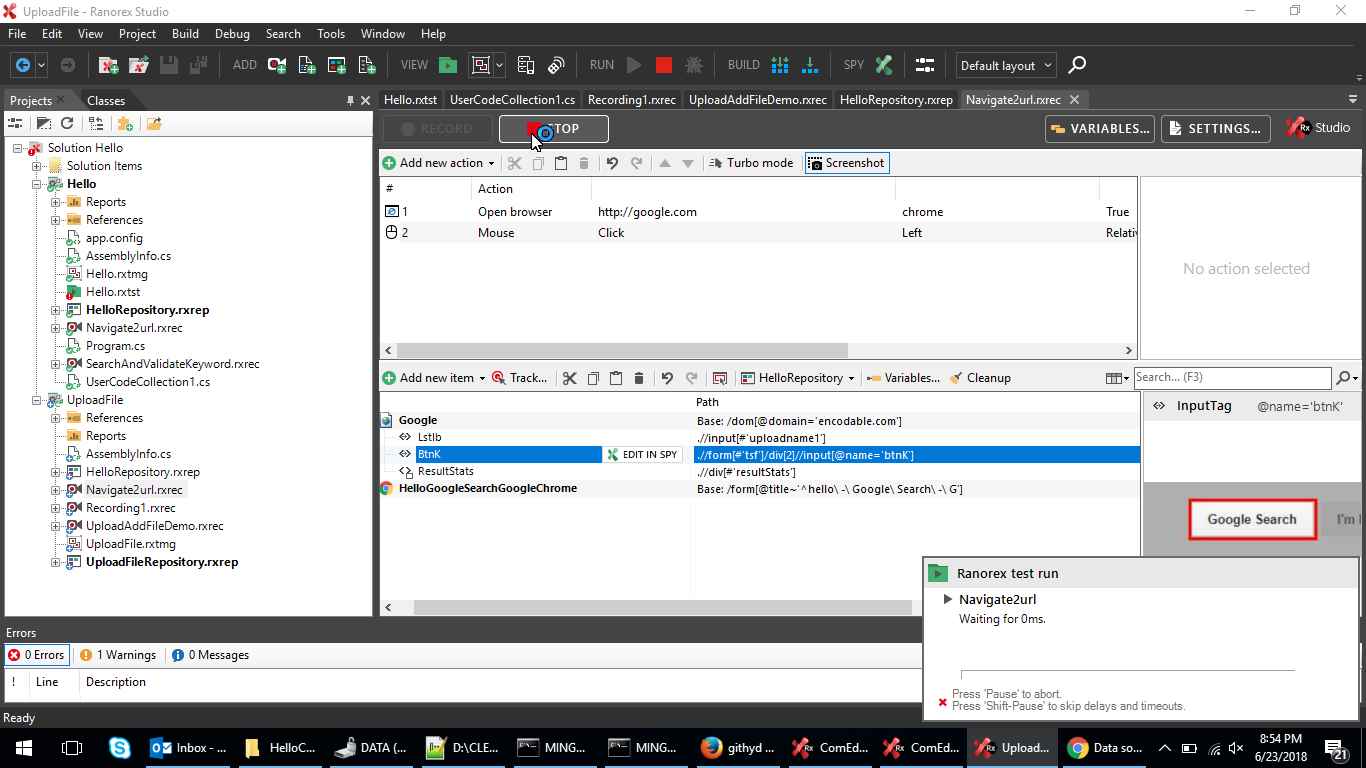 UploadFile - Ranorex Studio
File Edit View Project Build Debug Search Tools Window Help
ADD VIEW RUN BUILD SPY Default layout
Projects Classes
Hello.rxtst UserCodeCollection1.cs Recording1.rxrec UploadAddFileDemo.rxrec HelloRepository.rxrep Navigate2url.rxrec
RECORD STOP VARIABLES... SETTINGS... Rx Studio
Solution Hello
Solution Items
Hello
Reports
References
app.config
AssemblyInfo.cs
Hello.rxtmg
Hello.rxtst
HelloRepository.rxrep
Navigate2url.rxrec
Program.cs
SearchAndValidateKeyword.rxrec
UserCodeCollection1.cs
UploadFile
References
Reports
AssemblyInfo.cs
HelloRepository.rxrep
Navigate2url.rxrec
Recording1.rxrec
UploadAddFileDemo.rxrec
UploadFile.rxtmg
UploadFileRepository.rxrep
Add new action Turbo mode Screenshot
# Action
1 Open browser http://google.com chrome True
2 Mouse Click Left Relativ
No action selected
Add new item Track... HelloRepository Variables... Cleanup Search... (F3)
Path
Google Base: /dom[@domain='encodable.com']
LstIb .//input[#'uploadname1']
BtnK EDIT IN SPY .//form[#'tsf']/div[2]//input[@name='btnK']
ResultStats .//div[#'resultStats']
HelloGoogleSearchGoogleChrome Base: /form[@title~'^hello\ -\ Google\ Search\ -\ G']
InputTag @name='btnK'
Google Search I'm
Ranorex test run
Navigate2url
Waiting for 0ms.
Press 'Pause' to abort.
Press 'Shift-Pause' to skip delays and timeouts.
Errors
0 Errors 1 Warnings 0 Messages
! Line Description
Ready
Inbox - ... HelloC... DATA (... D:\CLE... MING... MING... githyd ... ComEd... ComEd... Upload... Data so...
8:54 PM
6/23/2018
21